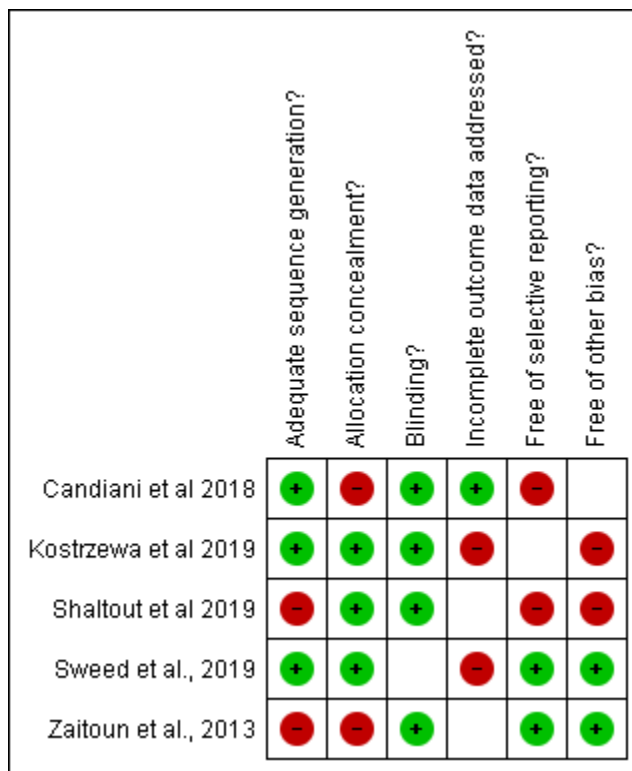 Adequate sequence generation?
Allocation concealment?
Blinding?
Incomplete outcome data addressed?
Free of selective reporting?
Free of other bias?
Candiani et al 2018 + - + + -
Kostrzewa et al 2019 + + + - -
Shaltout et al 2019 - + + - -
Sweed et al., 2019 + + - + +
Zaitoun et al., 2013 - - + + +